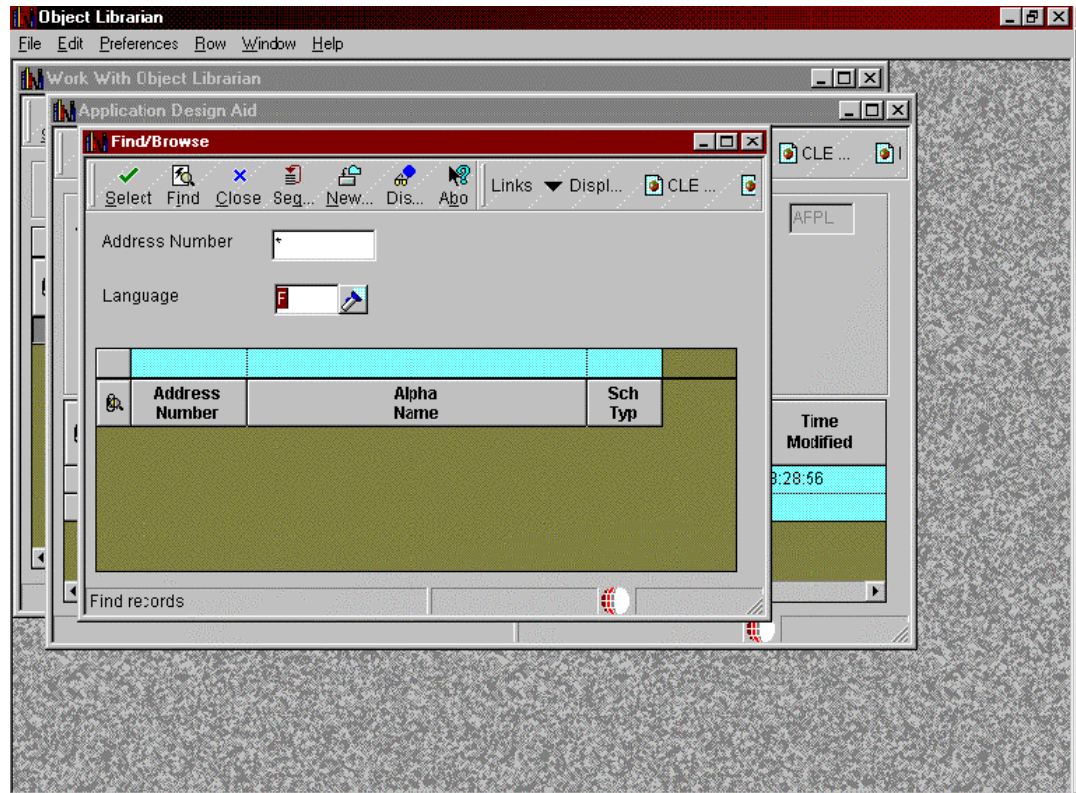 Object Librarian
File Edit Preferences Row Window Help
Work With Object Librarian
Application Design Aid
Find/Browse
Select Find Close Seq... New... Dis... Abo Links Displ... CLE ...
CLE ...
AFPL
Address Number *
Language F
Address Number
Alpha Name
Sch Typ
Time Modified
3:28:56
Find records